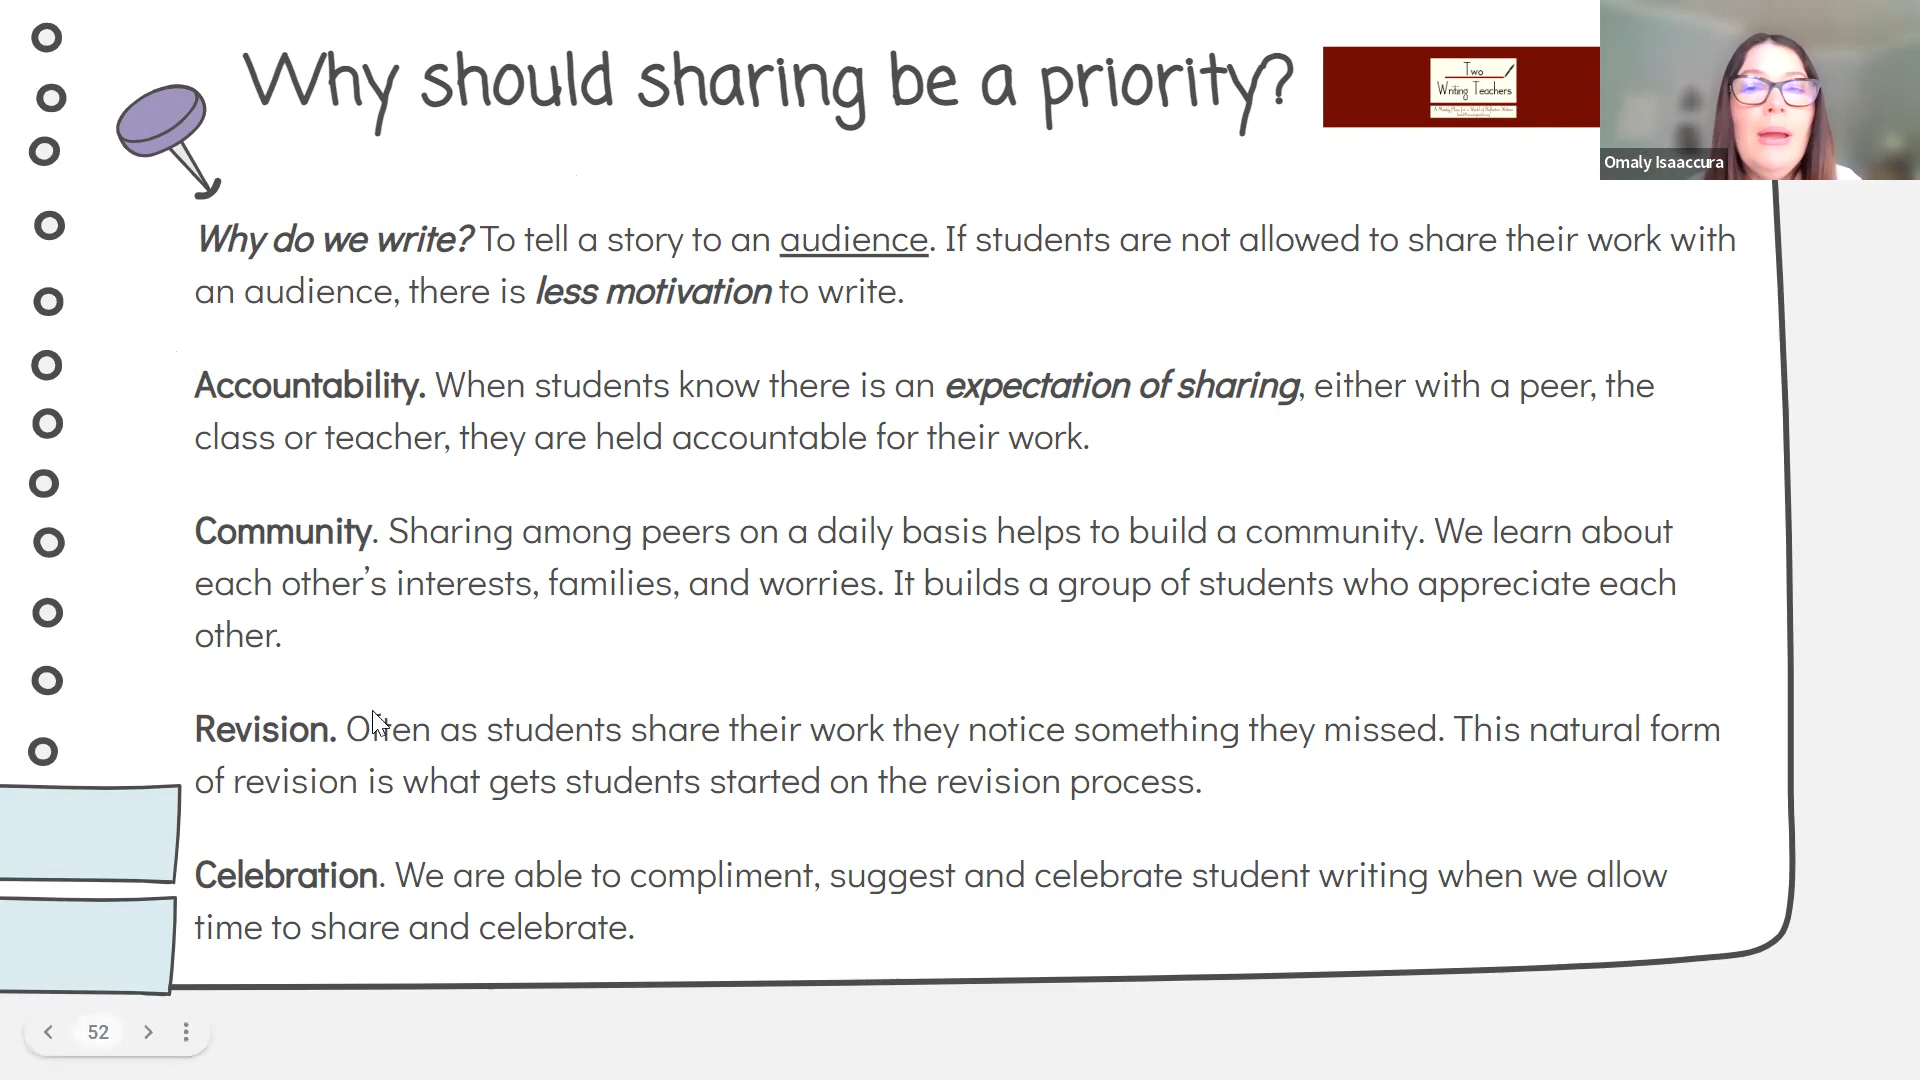 Why should sharing be a priority?
Two
Writing Teachers
Omaly Isaaccura
Why do we write? To tell a story to an audience. If students are not allowed to share their work with
an audience, there is less motivation to write.
Accountability. When students know there is an expectation of sharing, either with a peer, the
class or teacher, they are held accountable for their work.
Community. Sharing among peers on a daily basis helps to build a community. We learn about
each other’s interests, families, and worries. It builds a group of students who appreciate each
other.
Revision. Often as students share their work they notice something they missed. This natural form
of revision is what gets students started on the revision process.
Celebration. We are able to compliment, suggest and celebrate student writing when we allow
time to share and celebrate.
52